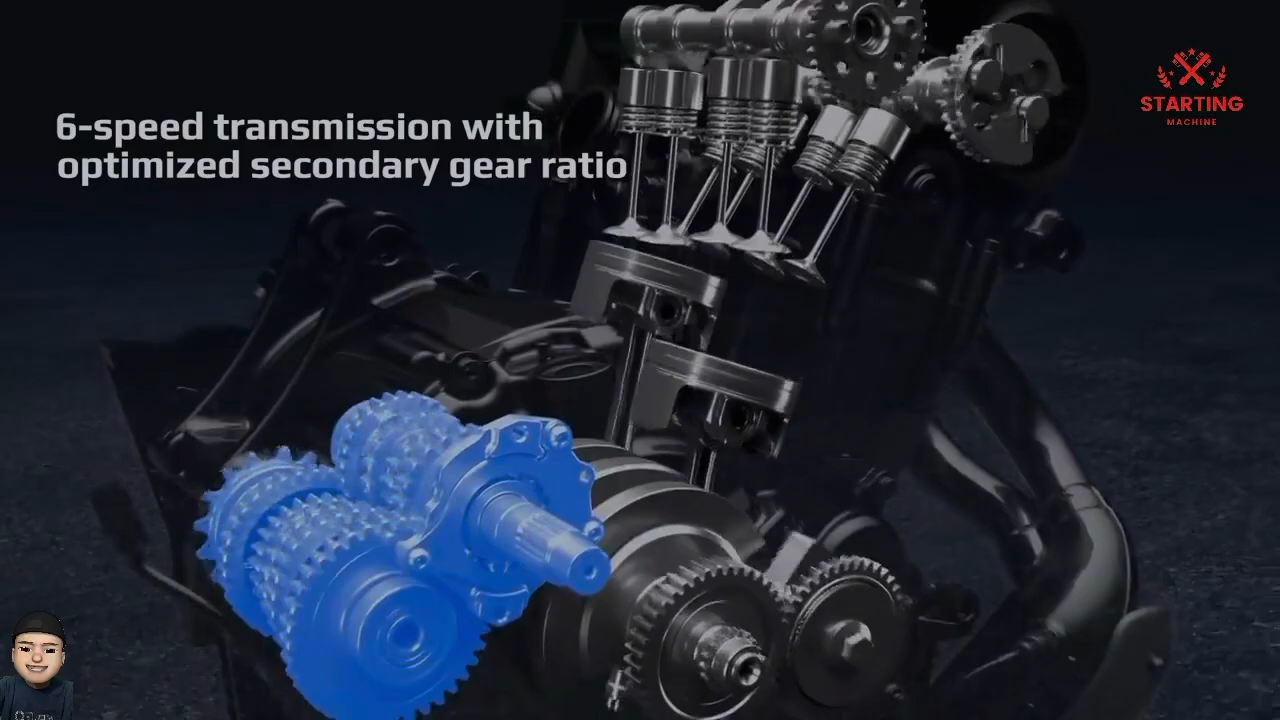 6-speed transmission with
optimized secondary gear ratio
STARTING
MACHINE